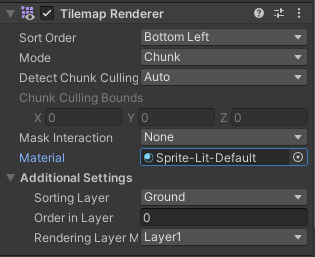 Tilemap Renderer
Sort Order Bottom Left
Mode Chunk
Detect Chunk Culling Auto
Chunk Culling Bounds
X 0 Y 0 Z 0
Mask Interaction None
Material Sprite-Lit-Default
Additional Settings
Sorting Layer Ground
Order in Layer 0
Rendering Layer M Layer1